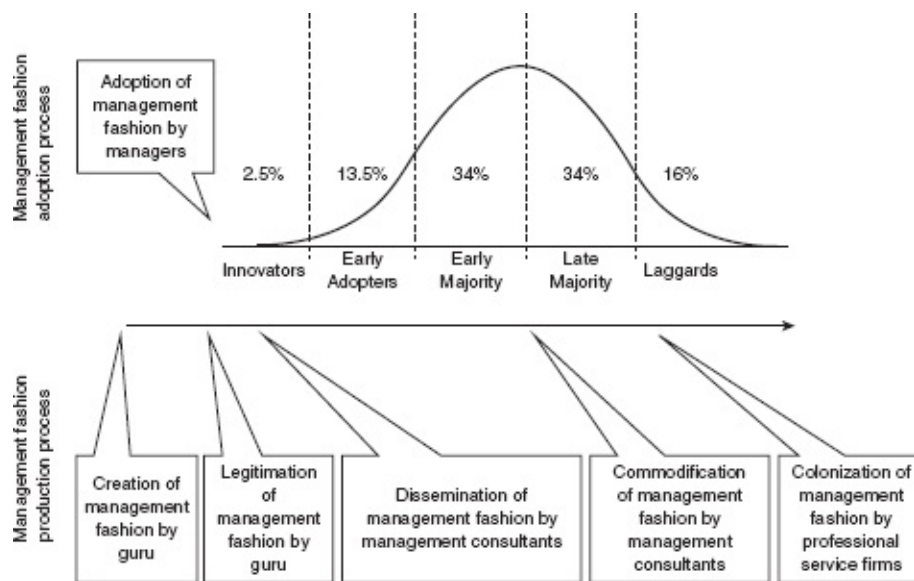 Management fashion
adoption process
Adoption of
management
fashion by
managers
2.5%
13.5%
34%
34%
16%
Innovators
Early
Adopters
Early
Majority
Late
Majority
Laggards
Management fashion
production process
Creation of
management
fashion by
guru
Legitimation
of
management
fashion by
guru
Dissemination of
management fashion by
management consultants
Commodification
of management
fashion by
management
consultants
Colonization of
management
fashion by
professional
service firms